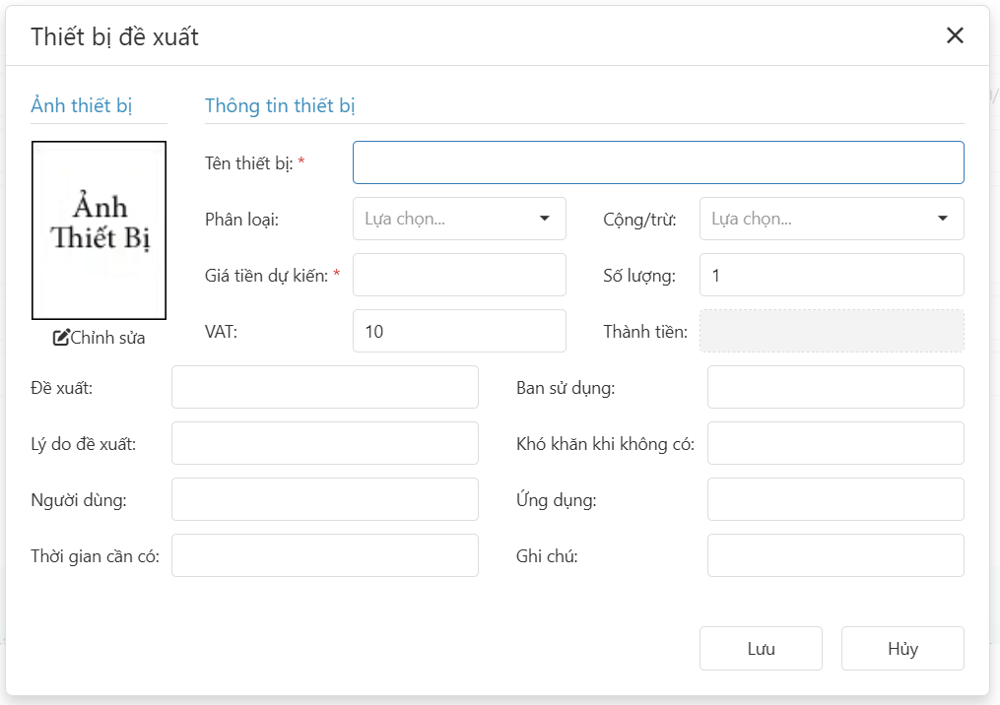 Thiết bị đề xuất
Ảnh thiết bị
Thông tin thiết bị
Ảnh
Thiết Bị
Chỉnh sửa
Tên thiết bị: *
Phân loại: Lựa chọn... Cộng/trừ: Lựa chọn...
Giá tiền dự kiến: * Số lượng: 1
VAT: 10 Thành tiền:
Đề xuất: Ban sử dụng:
Lý do đề xuất: Khó khăn khi không có:
Người dùng: Ứng dụng:
Thời gian cần có: Ghi chú:
Lưu Hủy